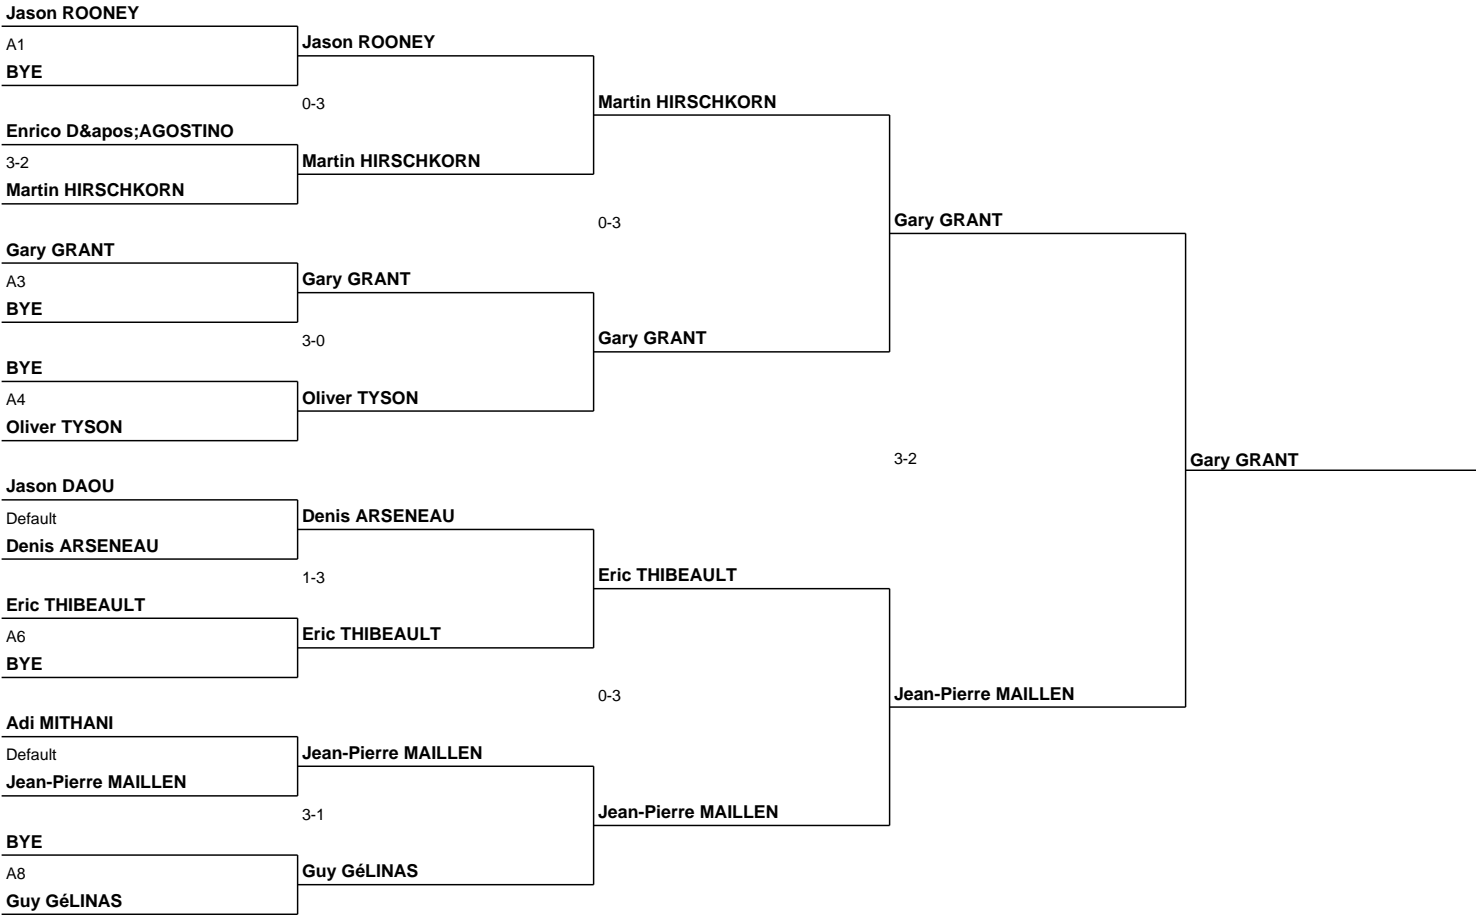 Jason ROONEY
A1
BYE
Enrico D&apos;AGOSTINO
3-2
Martin HIRSCHKORN
Gary GRANT
A3
BYE
BYE
A4
Oliver TYSON
Jason DAOU
Default
Denis ARSENEAU
Eric THIBEAULT
A6
BYE
Adi MITHANI
Default
Jean-Pierre MAILLEN
BYE
A8
Guy GéLINAS
Jason ROONEY
0-3
Martin HIRSCHKORN
Gary GRANT
3-0
Oliver TYSON
Denis ARSENEAU
1-3
Eric THIBEAULT
Jean-Pierre MAILLEN
3-1
Guy GéLINAS
Martin HIRSCHKORN
0-3
Gary GRANT
Eric THIBEAULT
0-3
Jean-Pierre MAILLEN
Gary GRANT
3-2
Jean-Pierre MAILLEN
Gary GRANT